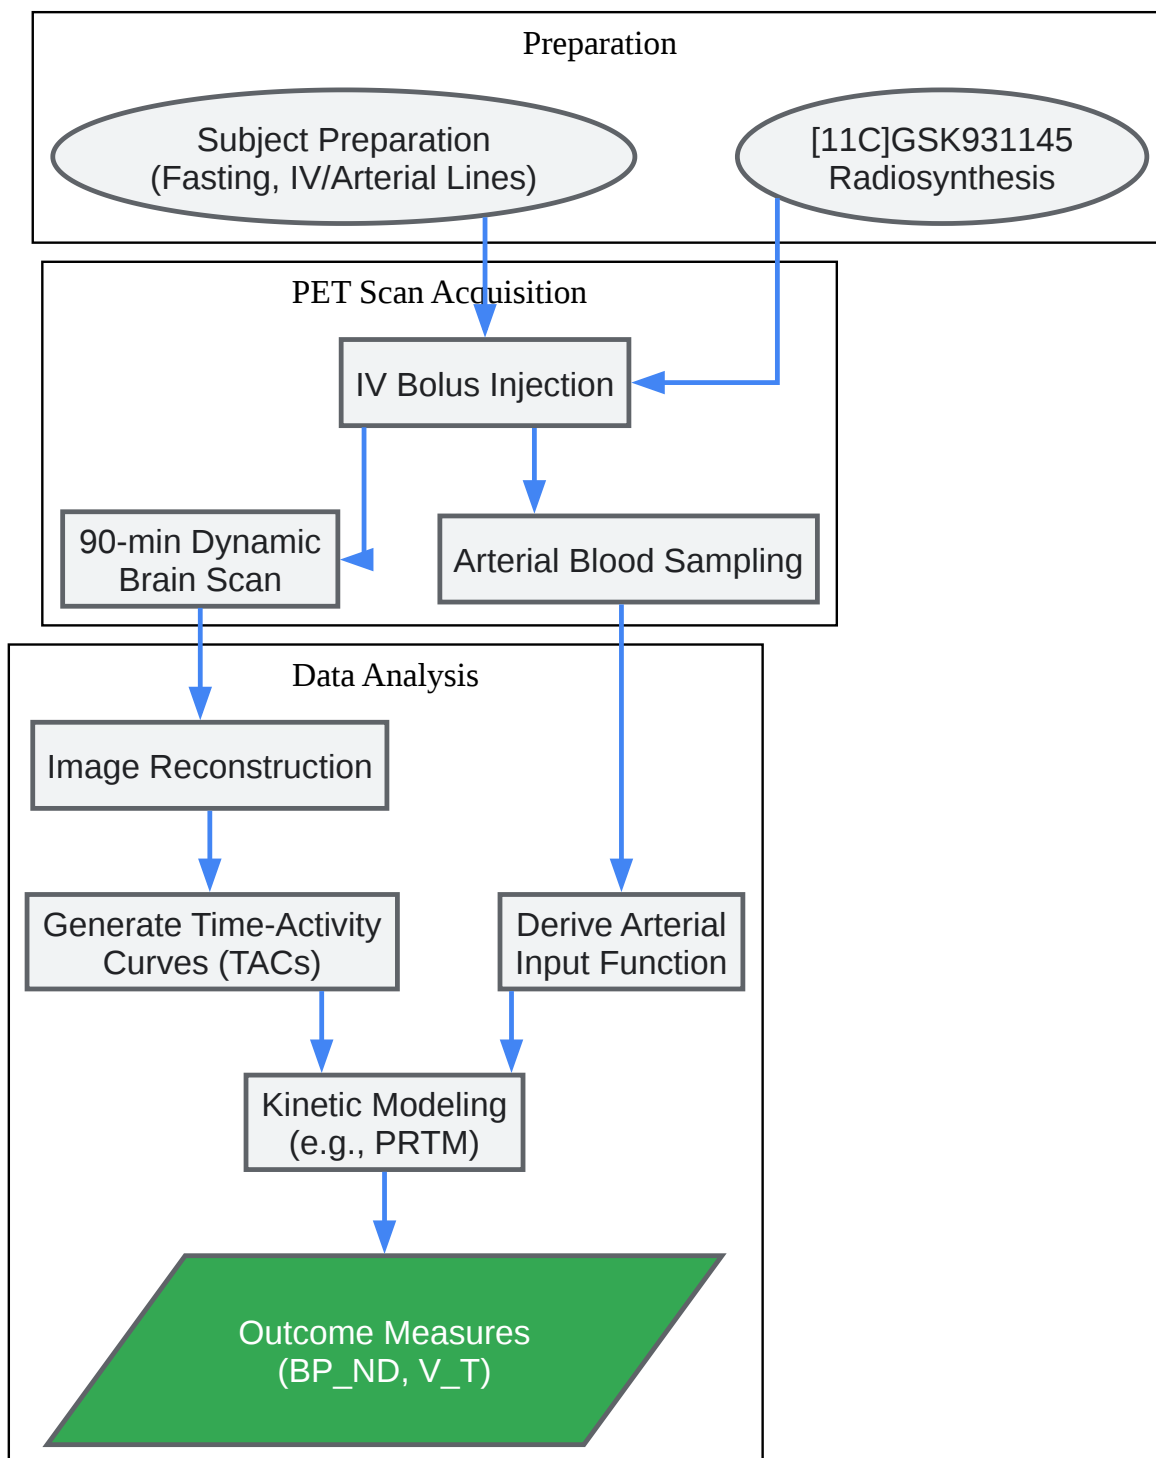 Preparation
Subject Preparation
(Fasting, IV/Arterial Lines)
[11C]GSK931145
Radiosynthesis
PET Scan Acquisition
IV Bolus Injection
90-min Dynamic
Brain Scan
Arterial Blood Sampling
Data Analysis
Image Reconstruction
Generate Time-Activity
Curves (TACs)
Derive Arterial
Input Function
Kinetic Modeling
(e.g., PRTM)
Outcome Measures
(BP_ND, V_T)